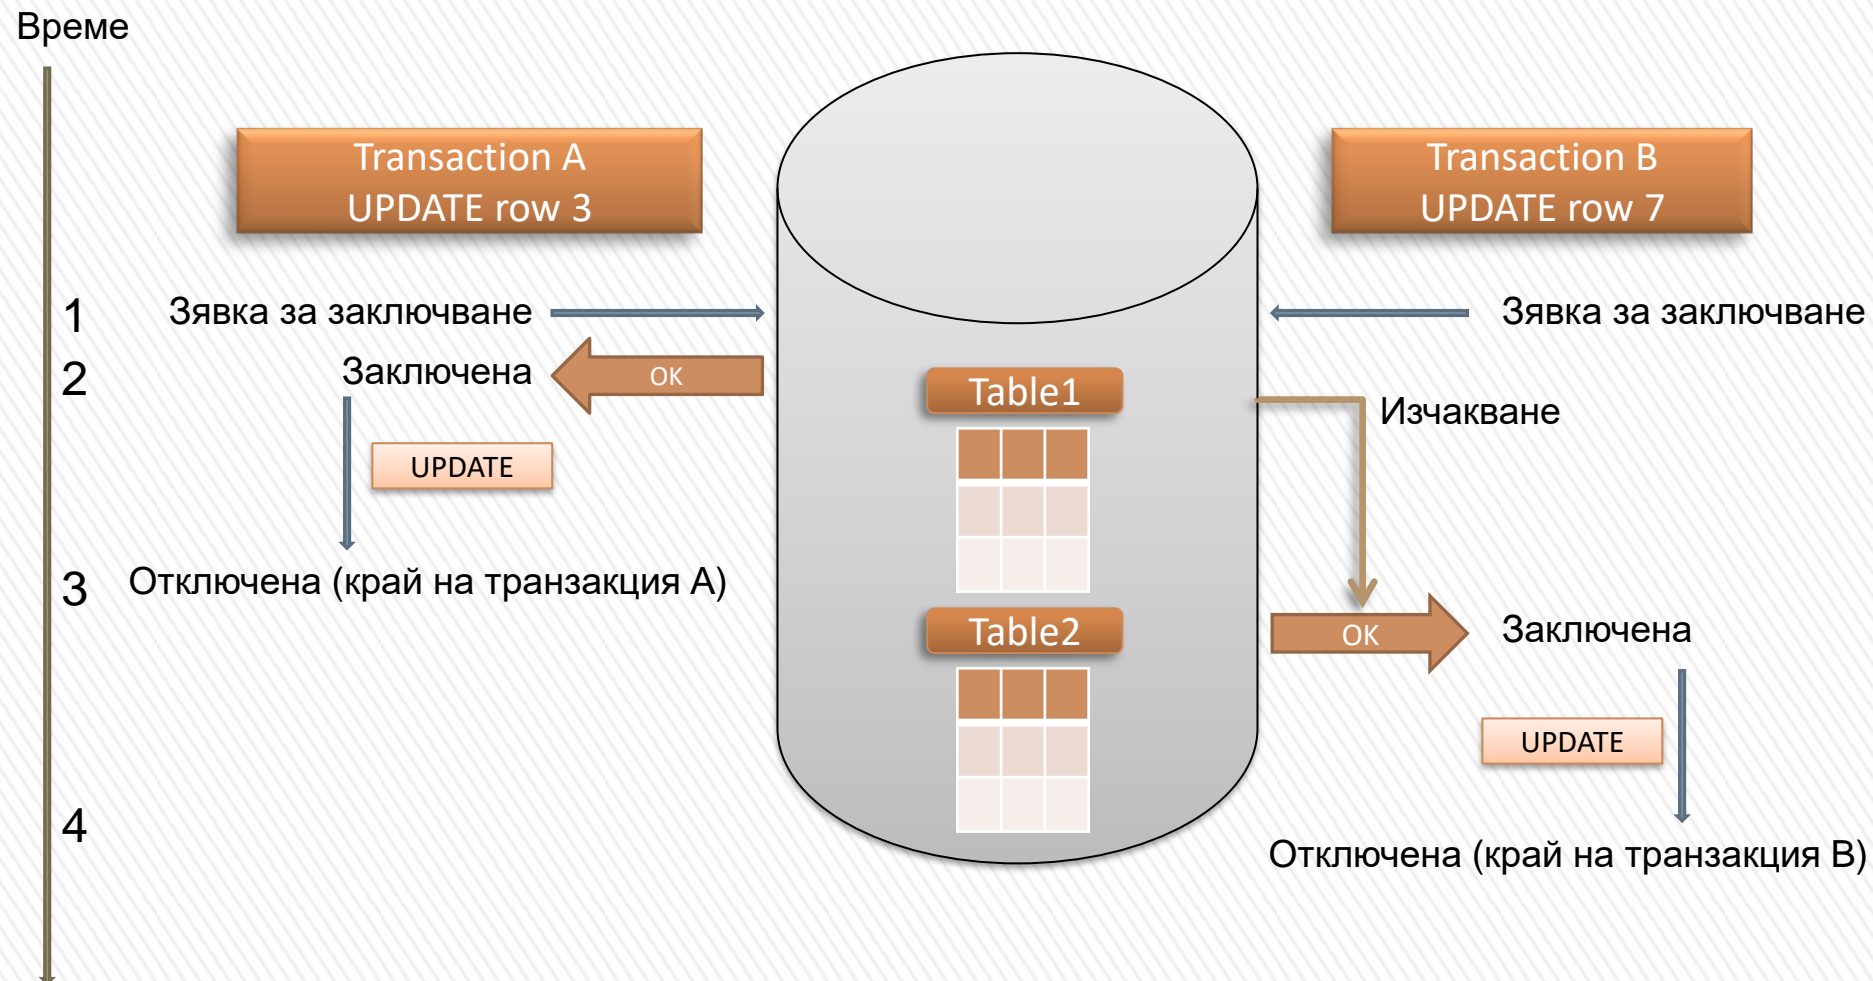 Време
Transaction A
UPDATE row 3
Transaction B
UPDATE row 7
1
Зявка за заключване
Зявка за заключване
2
Заключена
OK
Table1
Изчакване
UPDATE
3
Отключена (край на транзакция A)
Table2
OK
Заключена
UPDATE
4
Отключена (край на транзакция B)